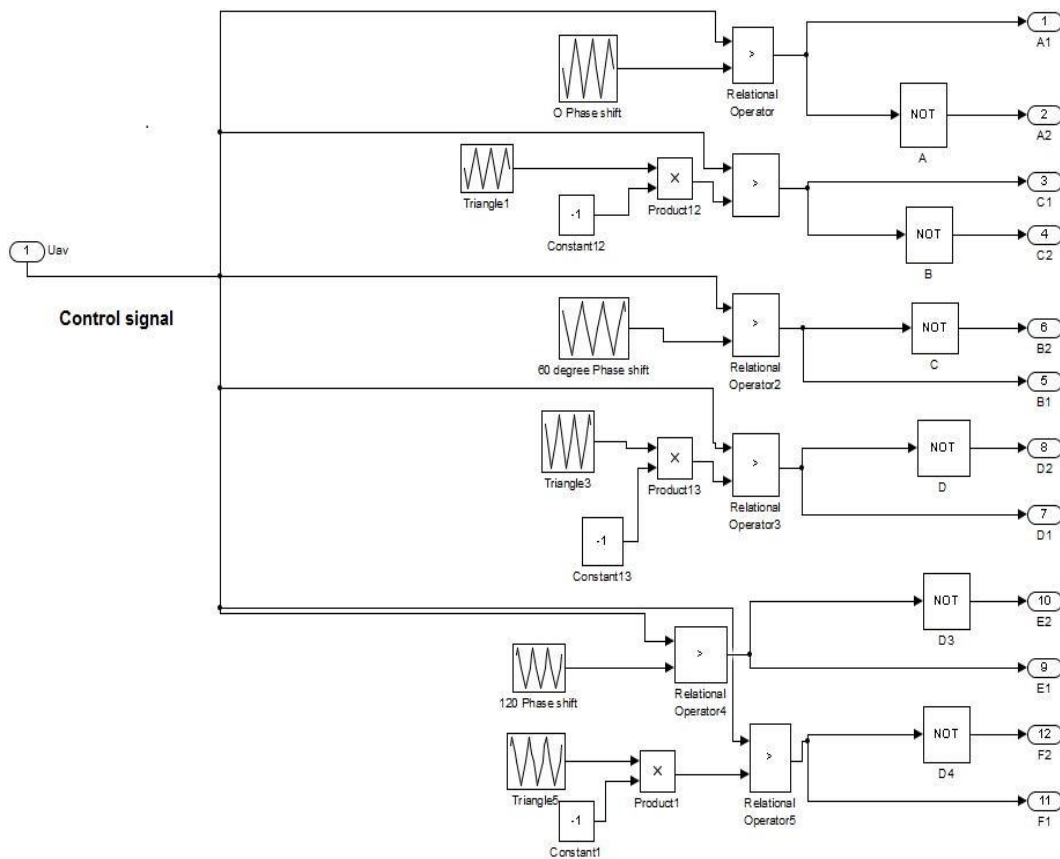 1
A1
>
O Phase shift
Relational
Operator
NOT
A
2
A2
Triangle1
X
Product12
>
3
C1
-1
Constant12
NOT
B
4
C2
1
Uav
Control signal
60 degree Phase shift
>
Relational
Operator2
NOT
C
6
B2
5
B1
Triangle3
X
Product13
>
Relational
Operator3
NOT
D
8
D2
7
D1
-1
Constant13
NOT
D3
10
E2
120 Phase shift
>
Relational
Operator4
9
E1
Triangle5
X
Product1
>
Relational
Operator5
NOT
D4
12
F2
-1
Constant1
11
F1